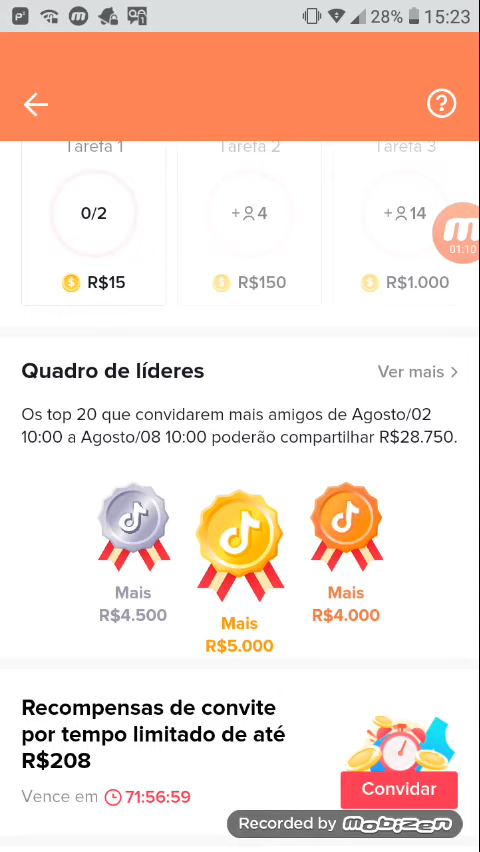 28% 15:23
Tarefa 1 Tarefa 2 Tarefa 3
0/2 +4 +14
01:10
R$15 R$150 R$1.000
Quadro de líderes Ver mais >
Os top 20 que convidarem mais amigos de Agosto/02
10:00 a Agosto/08 10:00 poderão compartilhar R$28.750.
Mais
R$4.500
Mais
R$5.000
Mais
R$4.000
Recompensas de convite
por tempo limitado de até
R$208
Vence em 71:56:59
Convidar
Recorded by mobizen